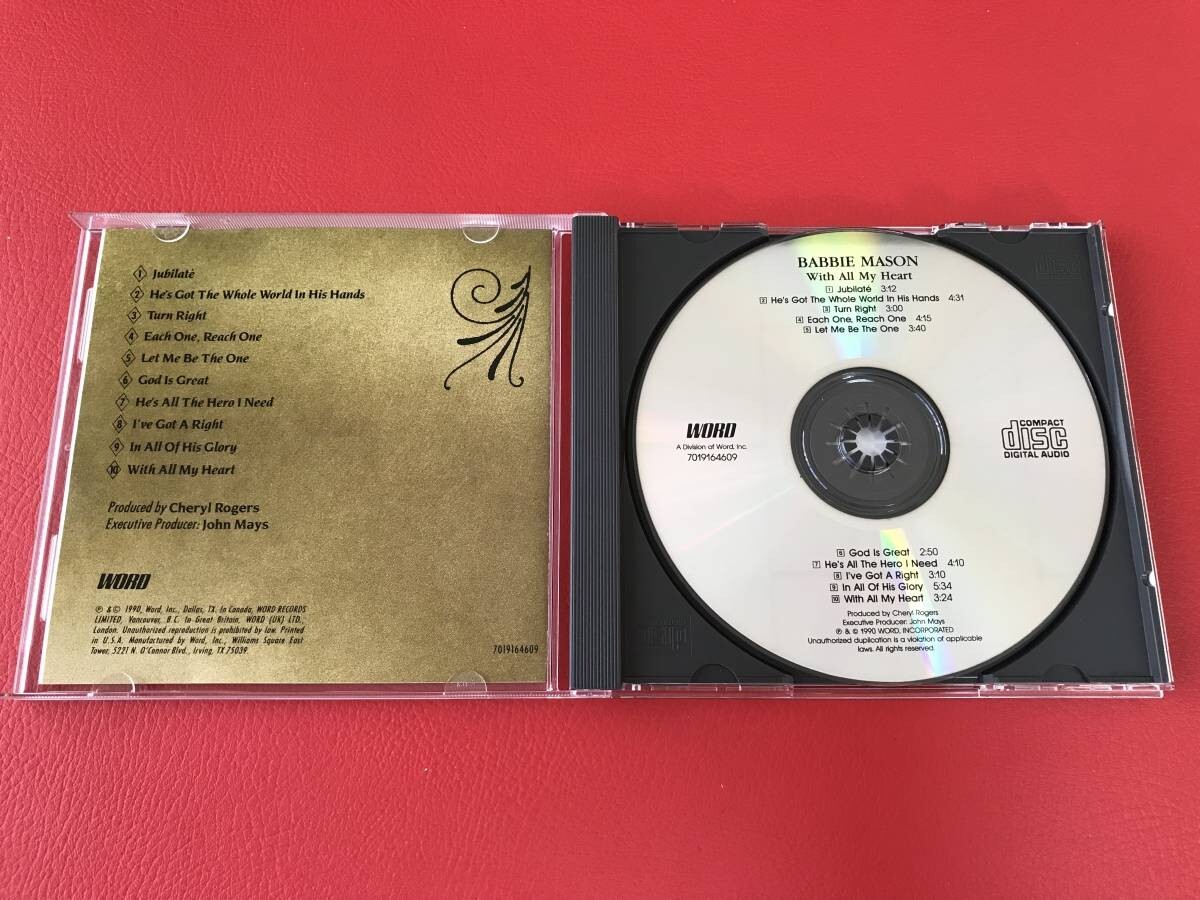 1 Jubilaté
2 He's Got The Whole World In His Hands
3 Turn Right
4 Each One, Reach One
5 Let Me Be The One
6 God Is Great
7 He's All The Hero I Need
8 I've Got A Right
9 In All Of His Glory
10 With All My Heart
Produced by Cheryl Rogers
Executive Producer: John Mays
WORD
℗ & © 1990, Word, Inc., Dallas, TX. In Canada, WORD RECORDS
LIMITED, Vancouver, B.C. In Great Britain, WORD (UK) LTD.,
London. Unauthorized reproduction is prohibited by law. Printed
in U.S.A. Manufactured by Word, Inc., Williams Square East
Tower, 5221 N. O'Connor Blvd., Irving, TX 75039.
7019164609
BABBIE MASON
With All My Heart
1 Jubilaté 3:12
2 He's Got The Whole World In His Hands 4:31
3 Turn Right 3:00
4 Each One, Reach One 4:15
5 Let Me Be The One 3:40
WORD
A Division of Word, Inc.
7019164609
COMPACT
disc
DIGITAL AUDIO
6 God Is Great 2:50
7 He's All The Hero I Need 4:10
8 I've Got A Right 3:10
9 In All Of His Glory 5:34
10 With All My Heart 3:24
Produced by Cheryl Rogers
Executive Producer: John Mays
℗ & © 1990 WORD, INCORPORATED
Unauthorized duplication is a violation of applicable
laws. All rights reserved.
disc